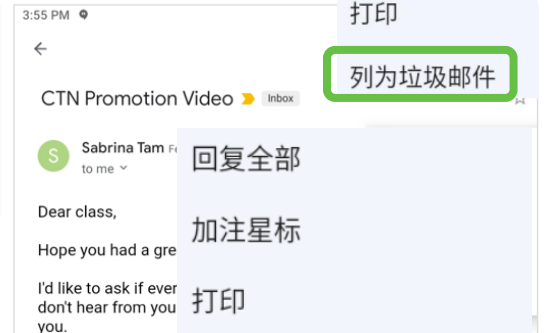 3:55 PM
打印
列为垃圾邮件
CTN Promotion Video Inbox
Sabrina Tam
to me
回复全部
加注星标
打印
Dear class,
Hope you had a gre
I'd like to ask if ever
don't hear from you
you.